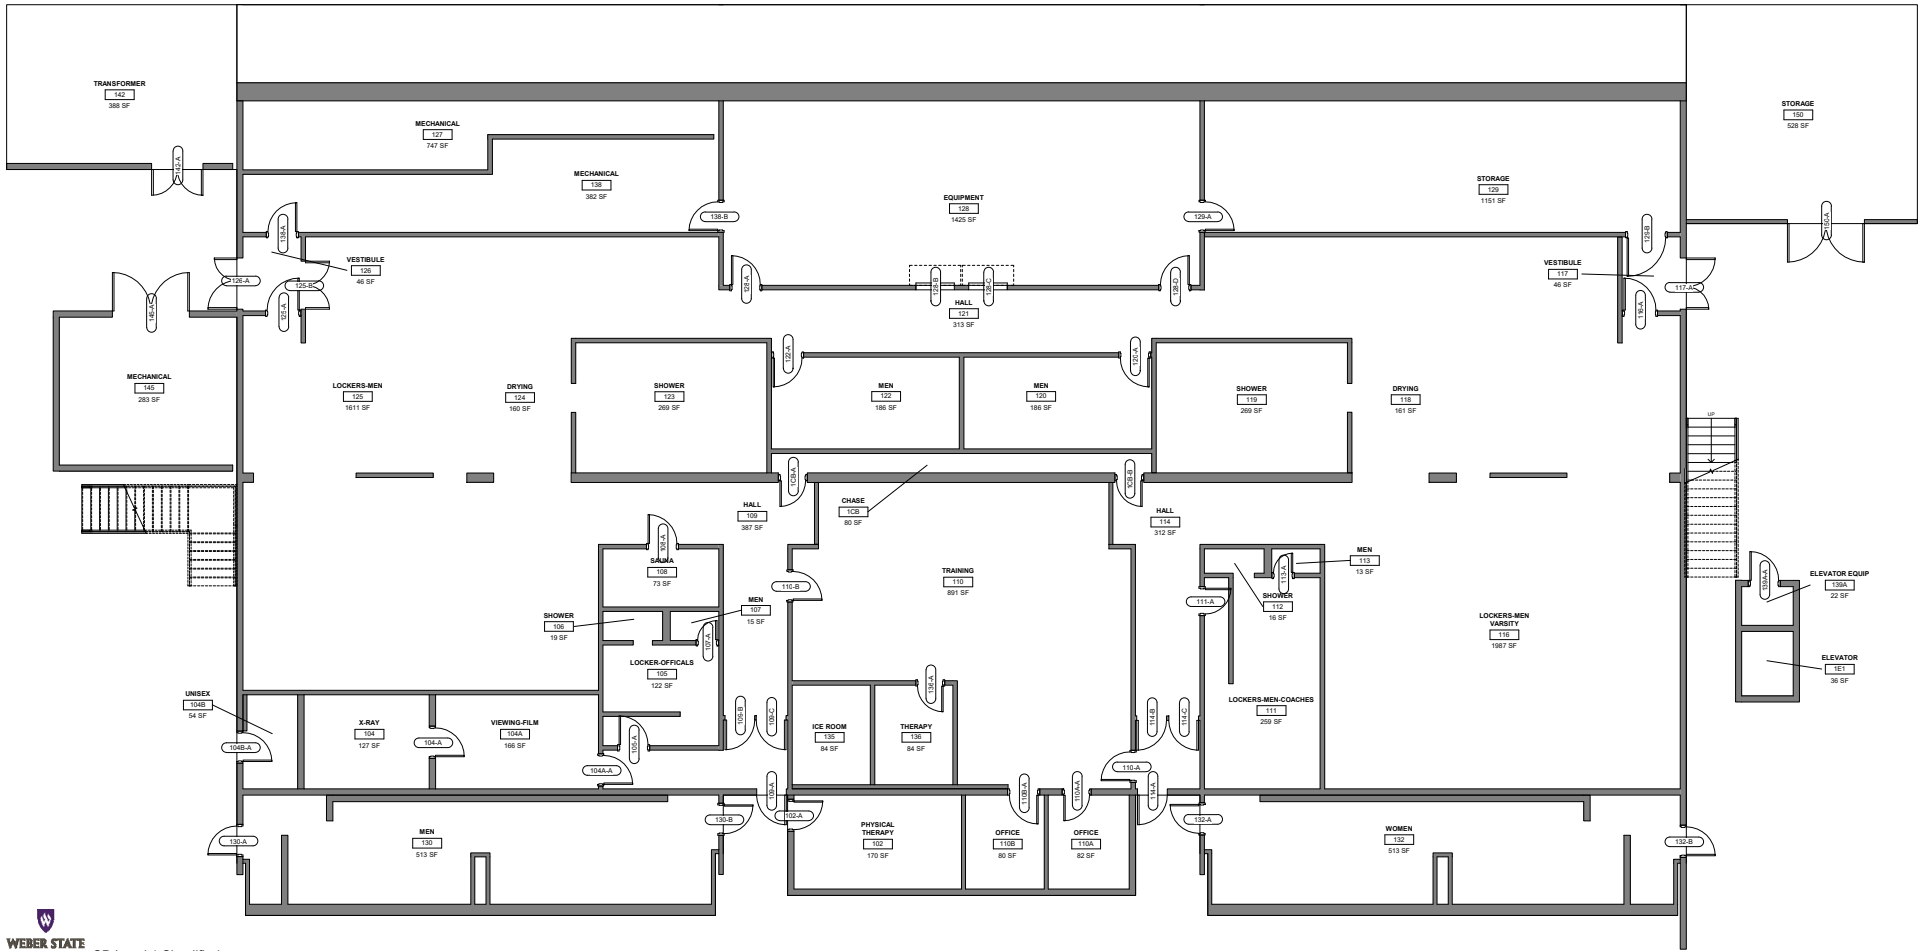 TRANSFORMER
142
388 SF
142-A
MECHANICAL
127
747 SF
MECHANICAL
138
382 SF
138-A
138-B
EQUIPMENT
128
1425 SF
128-A
128-B
128-C
128-D
129-A
STORAGE
129
1151 SF
129-B
STORAGE
150
528 SF
150-A
VESTIBULE
126
46 SF
126-A
125-B
125-A
VESTIBULE
117
46 SF
117-A
116-A
HALL
121
313 SF
145-A
MECHANICAL
145
283 SF
LOCKERS-MEN
125
1611 SF
DRYING
124
160 SF
SHOWER
123
269 SF
122-A
MEN
122
186 SF
MEN
120
186 SF
120-A
SHOWER
119
269 SF
DRYING
118
161 SF
UP
1CB-A
1CB-B
CHASE
1CB
80 SF
HALL
109
387 SF
HALL
114
312 SF
108-A
SAUNA
108
73 SF
110-B
TRAINING
110
891 SF
MEN
113
13 SF
113-A
SHOWER
112
16 SF
111-A
139A-A
ELEVATOR EQUIP
139A
22 SF
MEN
107
15 SF
107-A
SHOWER
106
19 SF
LOCKERS-MEN
VARSITY
116
1987 SF
LOCKER-OFFICALS
105
122 SF
105-A
ELEVATOR
1E1
36 SF
136-A
UNISEX
104B
54 SF
104B-A
X-RAY
104
127 SF
104-A
VIEWING-FILM
104A
166 SF
104A-A
109-C
ICE ROOM
135
84 SF
THERAPY
136
84 SF
114-B
114-C
LOCKERS-MEN-COACHES
111
259 SF
110-A
109-A
110B-A
110A-A
114-A
130-A
MEN
130
513 SF
130-B
102-A
PHYSICAL
THERAPY
102
170 SF
OFFICE
110B
80 SF
OFFICE
110A
82 SF
132-A
WOMEN
132
513 SF
132-B
WEBER STATE